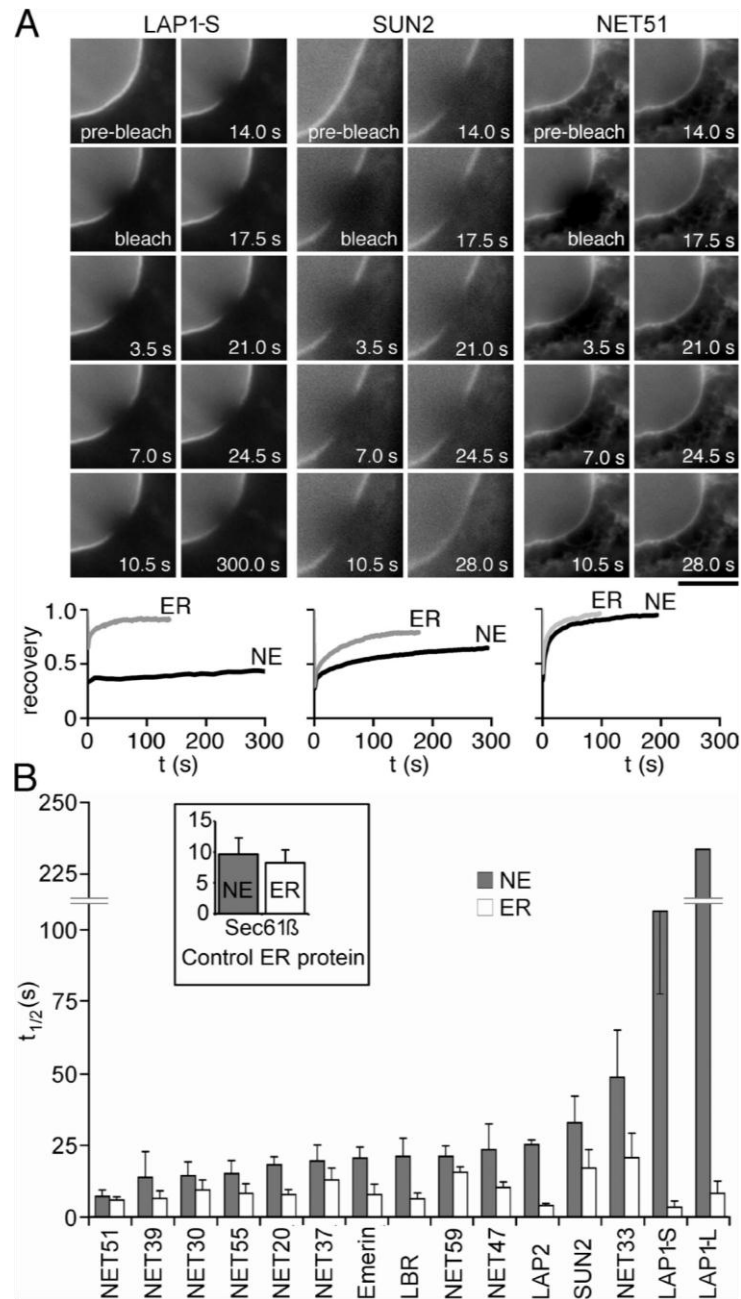 A
LAP1-S SUN2 NET51
pre-bleach 14.0 s pre-bleach 14.0 s pre-bleach 14.0 s
bleach 17.5 s bleach 17.5 s bleach 17.5 s
3.5 s 21.0 s 3.5 s 21.0 s 3.5 s 21.0 s
7.0 s 24.5 s 7.0 s 24.5 s 7.0 s 24.5 s
10.5 s 300.0 s 10.5 s 28.0 s 10.5 s 28.0 s
recovery
1.0
0.5
0
ER
NE
0 100 200 300
t (s)
ER
NE
0 100 200 300
t (s)
ER
NE
0 100 200 300
t (s)
B
t1/2(s)
250
225
100
75
50
25
0
15
10
5
0
NE ER
Sec61ß
Control ER protein
NE
ER
NET51
NET39
NET30
NET55
NET20
NET37
Emerin
LBR
NET59
NET47
LAP2
SUN2
NET33
LAP1-S
LAP1-L